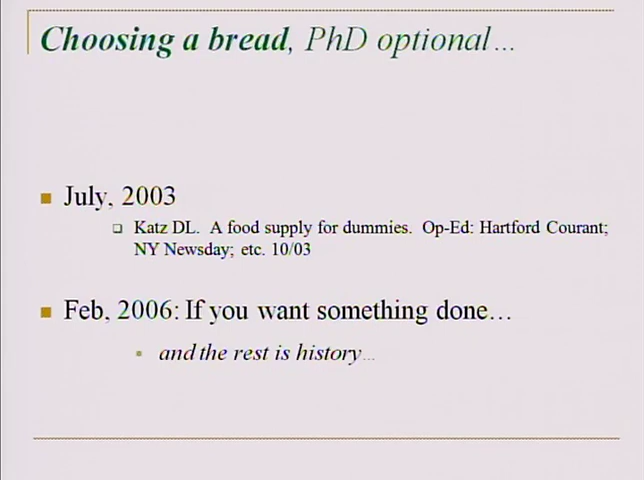 Choosing a bread, PhD optional…
July, 2003
Katz DL. A food supply for dummies. Op-Ed: Hartford Courant;
NY Newsday; etc. 10/03
Feb, 2006: If you want something done…
and the rest is history…